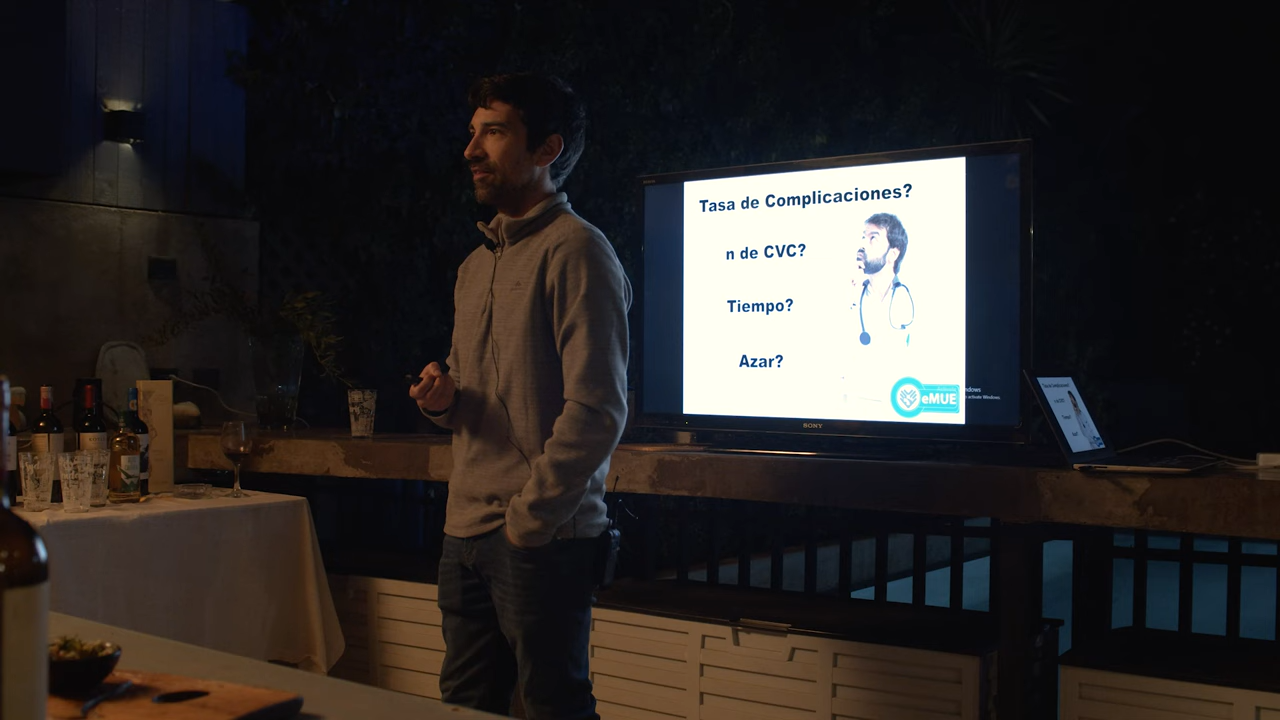 Tasa de Complicaciones?
n de CVC?
Tiempo?
Azar?
eMUE
SONY